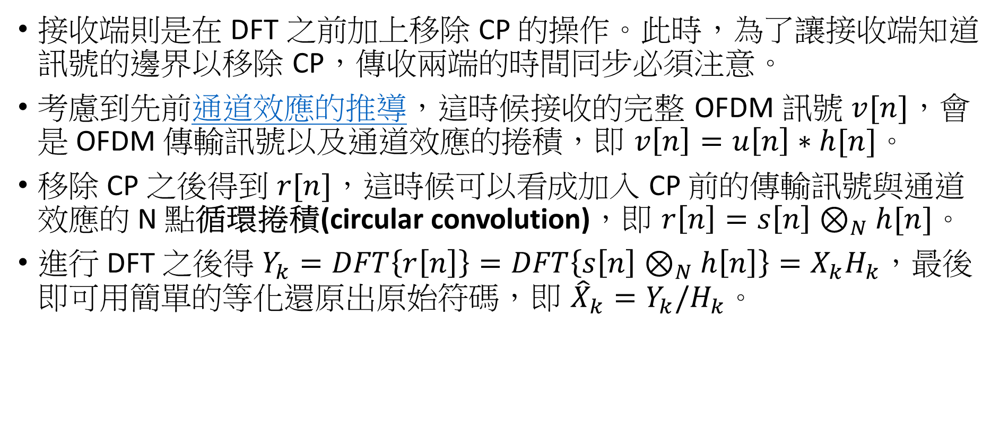 • 接收端則是在 DFT 之前加上移除 CP 的操作。此時，為了讓接收端知道
訊號的邊界以移除 CP，傳收兩端的時間同步必須注意。
• 考慮到先前通道效應的推導，這時候接收的完整 OFDM 訊號 v[n]，會
是 OFDM 傳輸訊號以及通道效應的捲積，即 v[n] = u[n] ∗ h[n]。
• 移除 CP 之後得到 r[n]，這時候可以看成加入 CP 前的傳輸訊號與通道
效應的 N 點循環捲積(circular convolution)，即 r[n] = s[n] ⊗_N h[n]。
• 進行 DFT 之後得 Y_k = DFT{r[n]} = DFT{s[n] ⊗_N h[n]} = X_kH_k，最後
即可用簡單的等化還原出原始符碼，即 X̂_k = Y_k/H_k。